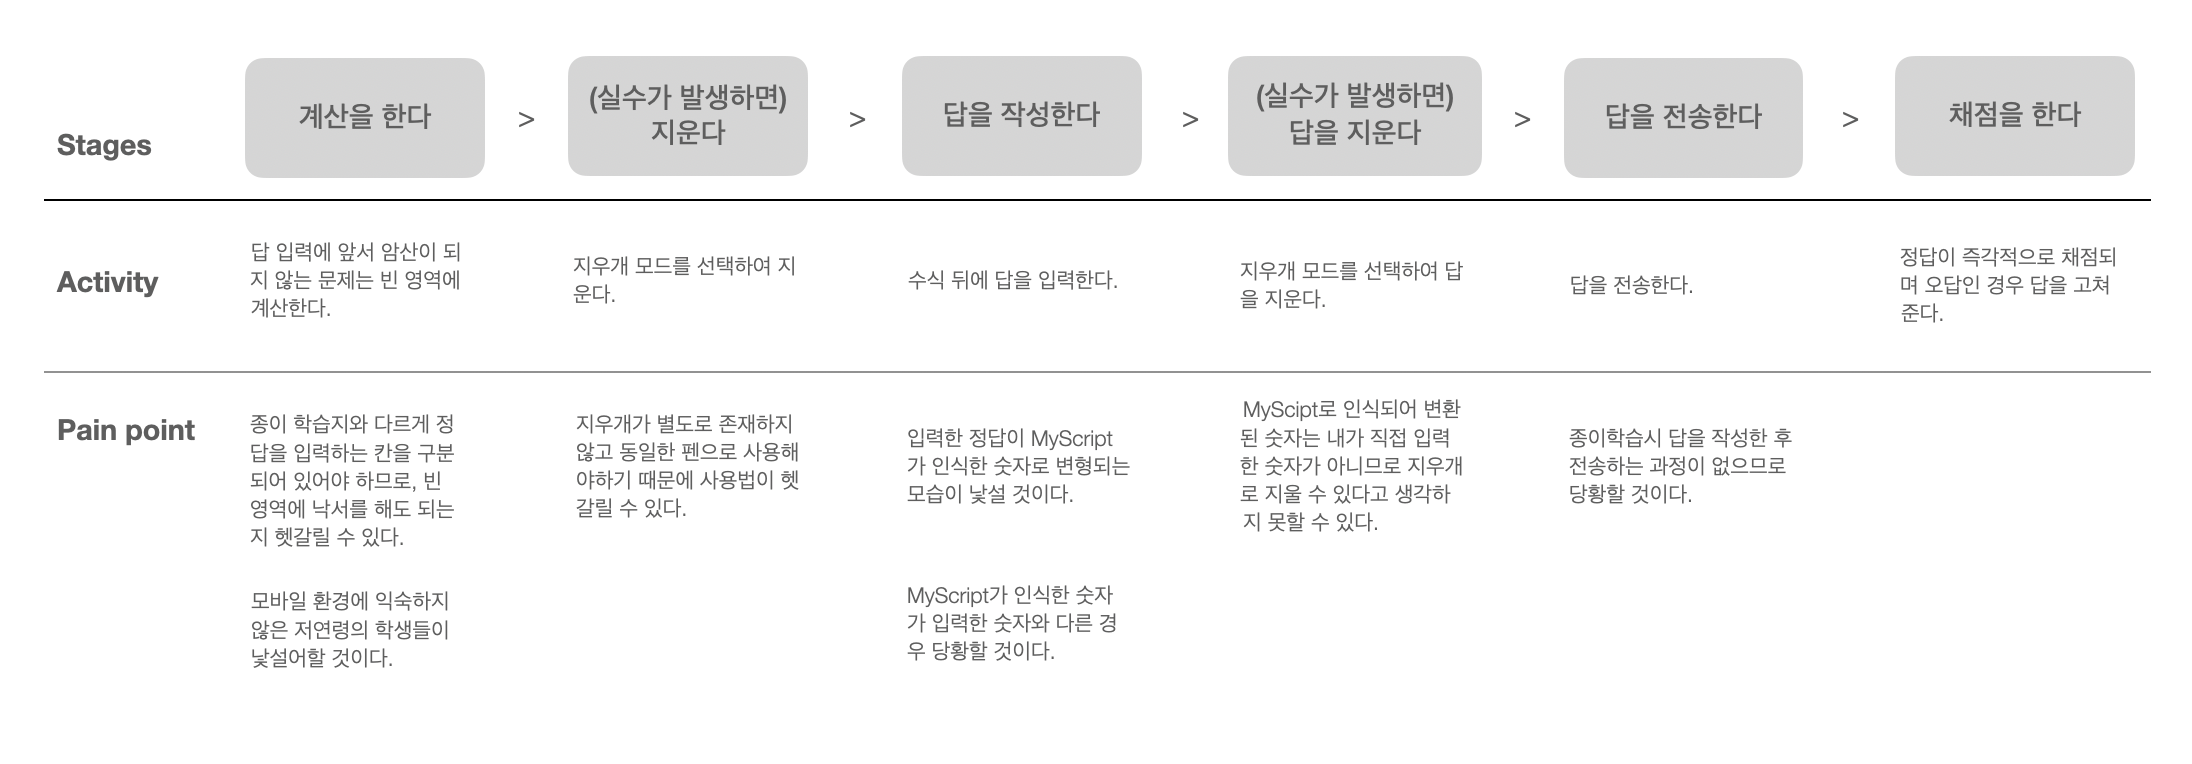 Stages
계산을 한다
>
(실수가 발생하면)
지운다
>
답을 작성한다
>
(실수가 발생하면)
답을 지운다
>
답을 전송한다
>
채점을 한다
Activity
답 입력에 앞서 암산이 되
지 않는 문제는 빈 영역에
계산한다.
지우개 모드를 선택하여 지
운다.
수식 뒤에 답을 입력한다.
지우개 모드를 선택하여 답
을 지운다.
답을 전송한다.
정답이 즉각적으로 채점되
며 오답인 경우 답을 고쳐
준다.
Pain point
종이 학습지와 다르게 정
답을 입력하는 칸을 구분
되어 있어야 하므로, 빈
영역에 낙서를 해도 되는
지 헷갈릴 수 있다.
모바일 환경에 익숙하지
않은 저연령의 학생들이
낯설어할 것이다.
지우개가 별도로 존재하지
않고 동일한 펜으로 사용해
야하기 때문에 사용법이 헷
갈릴 수 있다.
입력한 정답이 MyScript
가 인식한 숫자로 변형되는
모습이 낯설 것이다.
MyScript가 인식한 숫자
가 입력한 숫자와 다른 경
우 당황할 것이다.
MyScipt로 인식되어 변환
된 숫자는 내가 직접 입력
한 숫자가 아니므로 지우개
로 지울 수 있다고 생각하
지 못할 수 있다.
종이학습시 답을 작성한 후
전송하는 과정이 없으므로
당황할 것이다.